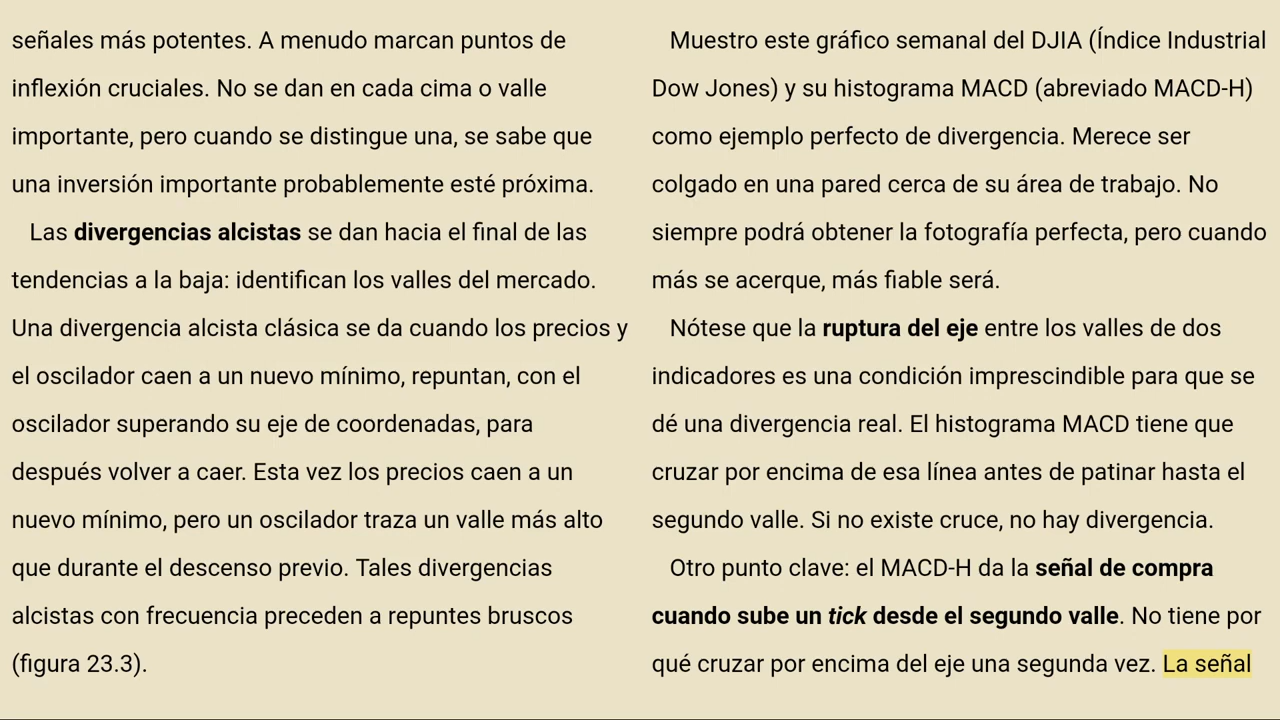 señales más potentes. A menudo marcan puntos de
inflexión cruciales. No se dan en cada cima o valle
importante, pero cuando se distingue una, se sabe que
una inversión importante probablemente esté próxima.
Las divergencias alcistas se dan hacia el final de las
tendencias a la baja: identifican los valles del mercado.
Una divergencia alcista clásica se da cuando los precios y
el oscilador caen a un nuevo mínimo, repuntan, con el
oscilador superando su eje de coordenadas, para
después volver a caer. Esta vez los precios caen a un
nuevo mínimo, pero un oscilador traza un valle más alto
que durante el descenso previo. Tales divergencias
alcistas con frecuencia preceden a repuntes bruscos
(figura 23.3).
Muestro este gráfico semanal del DJIA (Índice Industrial
Dow Jones) y su histograma MACD (abreviado MACD-H)
como ejemplo perfecto de divergencia. Merece ser
colgado en una pared cerca de su área de trabajo. No
siempre podrá obtener la fotografía perfecta, pero cuando
más se acerque, más fiable será.
Nótese que la ruptura del eje entre los valles de dos
indicadores es una condición imprescindible para que se
dé una divergencia real. El histograma MACD tiene que
cruzar por encima de esa línea antes de patinar hasta el
segundo valle. Si no existe cruce, no hay divergencia.
Otro punto clave: el MACD-H da la señal de compra
cuando sube un tick desde el segundo valle. No tiene por
qué cruzar por encima del eje una segunda vez. La señal